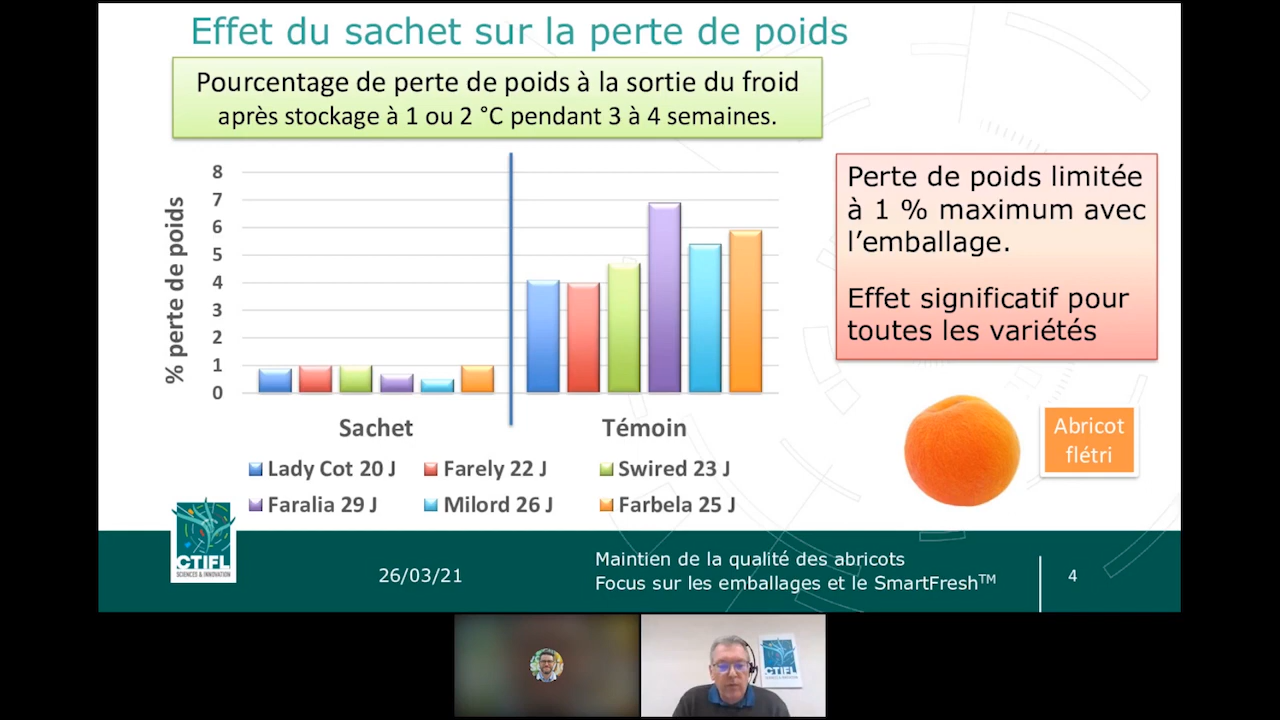 Effet du sachet sur la perte de poids
Pourcentage de perte de poids à la sortie du froid
après stockage à 1 ou 2 °C pendant 3 à 4 semaines.
% perte de poids
8
7
6
5
4
3
2
1
0
Sachet
Témoin
Lady Cot 20 J
Farely 22 J
Swired 23 J
Faralia 29 J
Milord 26 J
Farbela 25 J
Perte de poids limitée
à 1 % maximum avec
l’emballage.
Effet significatif pour
toutes les variétés
Abricot
flétri
CTIFL
SCIENCES & INNOVATION
26/03/21
Maintien de la qualité des abricots
Focus sur les emballages et le SmartFresh™
4
CTIFL